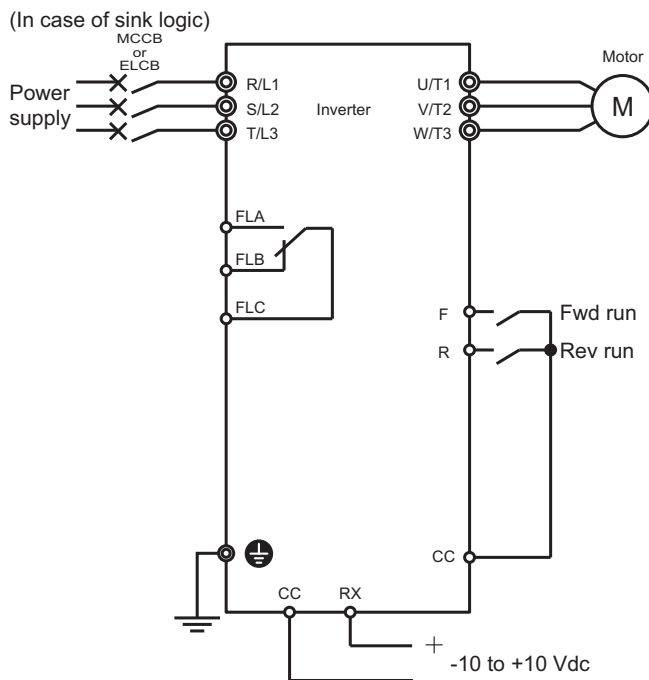 (In case of sink logic)
MCCB
or
ELCB
Power
supply
R/L1
S/L2
T/L3
Inverter
U/T1
V/T2
W/T3
Motor
M
FLA
FLB
FLC
F
Fwd run
R
Rev run
CC
CC
RX
+
-10 to +10 Vdc